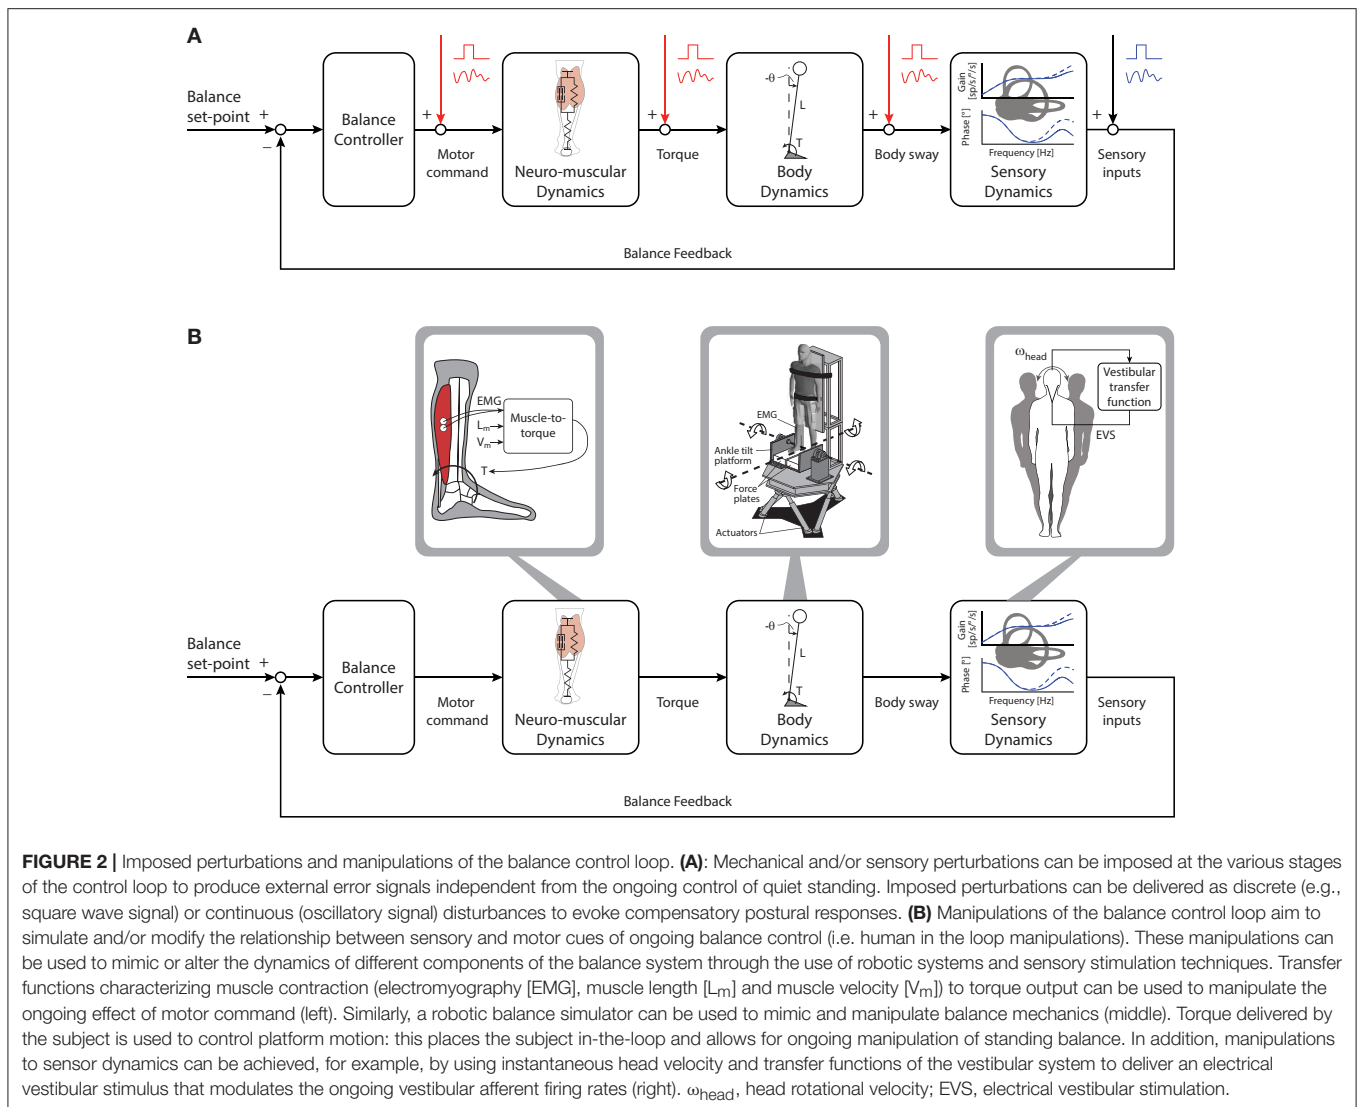 A
Balance
set-point
+
−
Balance
Controller
+
Motor
command
Neuro-muscular
Dynamics
+
Torque
-θ
L
T
Body
Dynamics
+
Body sway
Gain
[sp/s/°/s]
Phase [°]
Frequency [Hz]
Sensory
Dynamics
+
Sensory
inputs
Balance Feedback
B
EMG
Lm
Vm
Muscle-to-
torque
T
EMG
Ankle tilt
platform
Force
plates
Actuators
ωhead
Vestibular
transfer
function
EVS
Balance
set-point
+
−
Balance
Controller
Motor
command
Neuro-muscular
Dynamics
Torque
-θ
L
T
Body
Dynamics
Body sway
Gain
[sp/s/°/s]
Phase [°]
Frequency [Hz]
Sensory
Dynamics
Sensory
inputs
Balance Feedback
FIGURE 2 | Imposed perturbations and manipulations of the balance control loop. (A): Mechanical and/or sensory perturbations can be imposed at the various stages
of the control loop to produce external error signals independent from the ongoing control of quiet standing. Imposed perturbations can be delivered as discrete (e.g.,
square wave signal) or continuous (oscillatory signal) disturbances to evoke compensatory postural responses. (B) Manipulations of the balance control loop aim to
simulate and/or modify the relationship between sensory and motor cues of ongoing balance control (i.e. human in the loop manipulations). These manipulations can
be used to mimic or alter the dynamics of different components of the balance system through the use of robotic systems and sensory stimulation techniques. Transfer
functions characterizing muscle contraction (electromyography [EMG], muscle length [Lm] and muscle velocity [Vm]) to torque output can be used to manipulate the
ongoing effect of motor command (left). Similarly, a robotic balance simulator can be used to mimic and manipulate balance mechanics (middle). Torque delivered by
the subject is used to control platform motion: this places the subject in-the-loop and allows for ongoing manipulation of standing balance. In addition, manipulations
to sensor dynamics can be achieved, for example, by using instantaneous head velocity and transfer functions of the vestibular system to deliver an electrical
vestibular stimulus that modulates the ongoing vestibular afferent firing rates (right). ωhead, head rotational velocity; EVS, electrical vestibular stimulation.